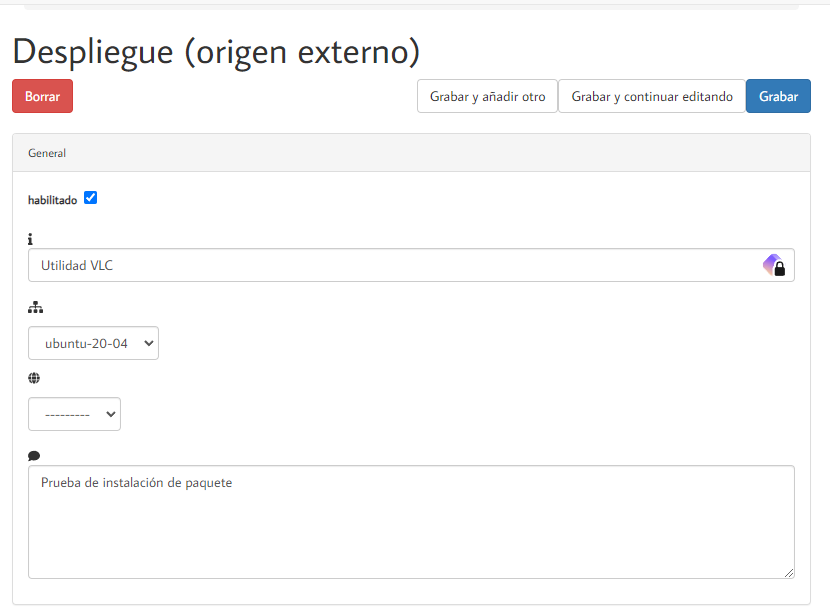 Despliegue (origen externo)
Borrar
Grabar y añadir otro
Grabar y continuar editando
Grabar
General
habilitado
Utilidad VLC
ubuntu-20-04
---------
Prueba de instalación de paquete